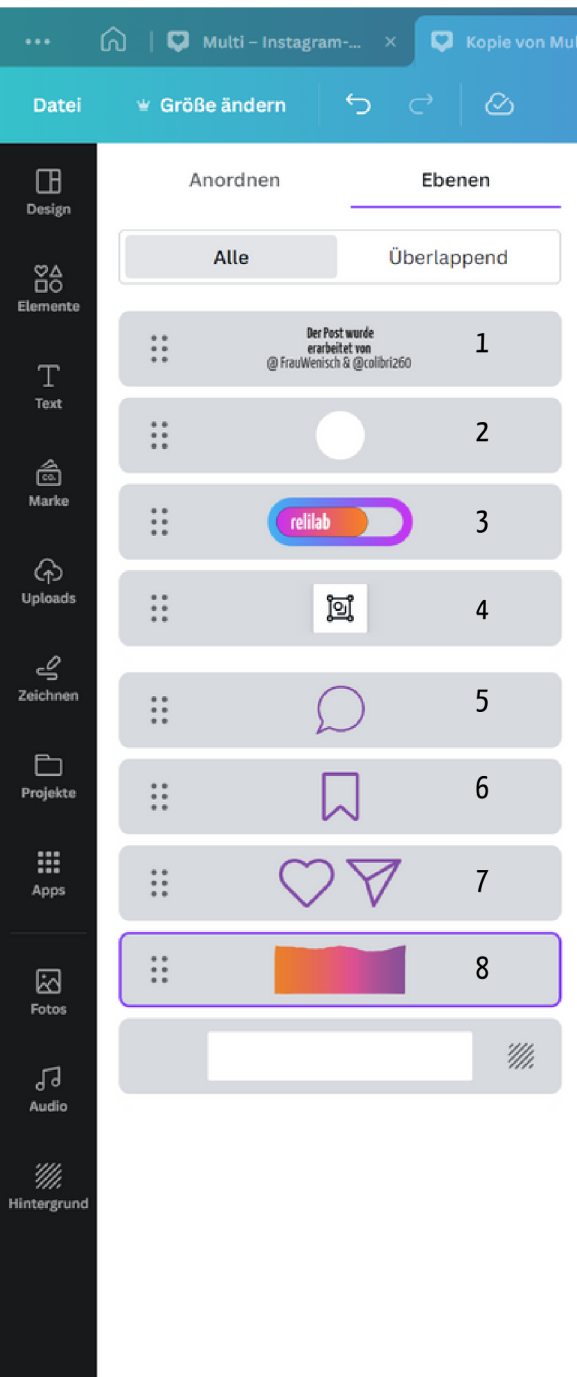 Multi – Instagram-... × Kopie von Mul
Datei Größe ändern
Design
Elemente
Text
CO.
Marke
Uploads
Zeichnen
Projekte
Apps
Fotos
Audio
Hintergrund
Anordnen Ebenen
Alle Überlappend
Der Post wurde
erarbeitet von
@ FrauWenisch & @colibri260
1
2
relilab 3
4
5
6
7
8